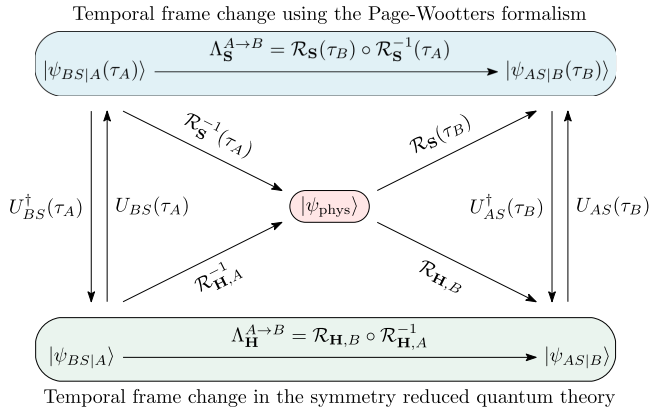 Temporal frame change using the Page-Wootters formalism
Λ_𝐒^{A→B} = ℛ_𝐒(τ_B) ∘ ℛ_𝐒^{-1}(τ_A)
|ψ_{BS|A}(τ_A)⟩ |ψ_{AS|B}(τ_B)⟩
ℛ_𝐒^{-1}(τ_A) ℛ_𝐒(τ_B)
U_{BS}^†(τ_A) U_{BS}(τ_A) |ψ_phys⟩ U_{AS}^†(τ_B) U_{AS}(τ_B)
ℛ_{𝐇,A}^{-1} ℛ_{𝐇,B}
Λ_𝐇^{A→B} = ℛ_{𝐇,B} ∘ ℛ_{𝐇,A}^{-1}
|ψ_{BS|A}⟩ |ψ_{AS|B}⟩
Temporal frame change in the symmetry reduced quantum theory